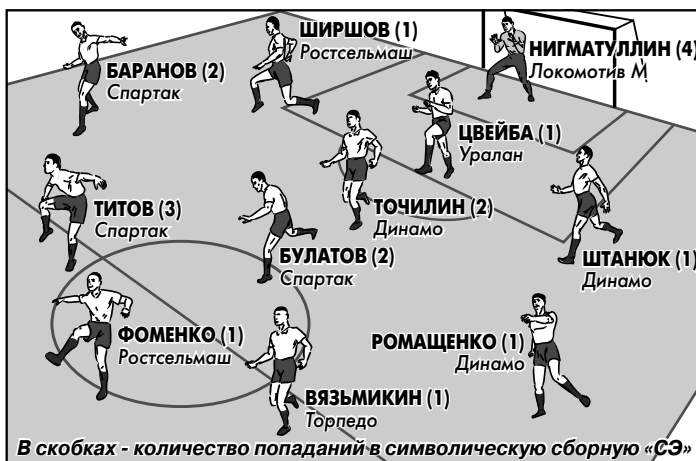 ШИРШОВ (1)
Ростсельмаш
НИГМАТУЛЛИН (4)
Локомотив М
БАРАНОВ (2)
Спартак
ЦВЕЙБА (1)
Уралан
ТИТОВ (3)
Спартак
ТОЧИЛИН (2)
Динамо
БУЛАТОВ (2)
Спартак
ШТАНЮК (1)
Динамо
ФОМЕНКО (1)
Ростсельмаш
РОМАЩЕНКО (1)
Динамо
ВЯЗЬМИКИН (1)
Торпедо
В скобках - количество попаданий в символическую сборную «СЭ»